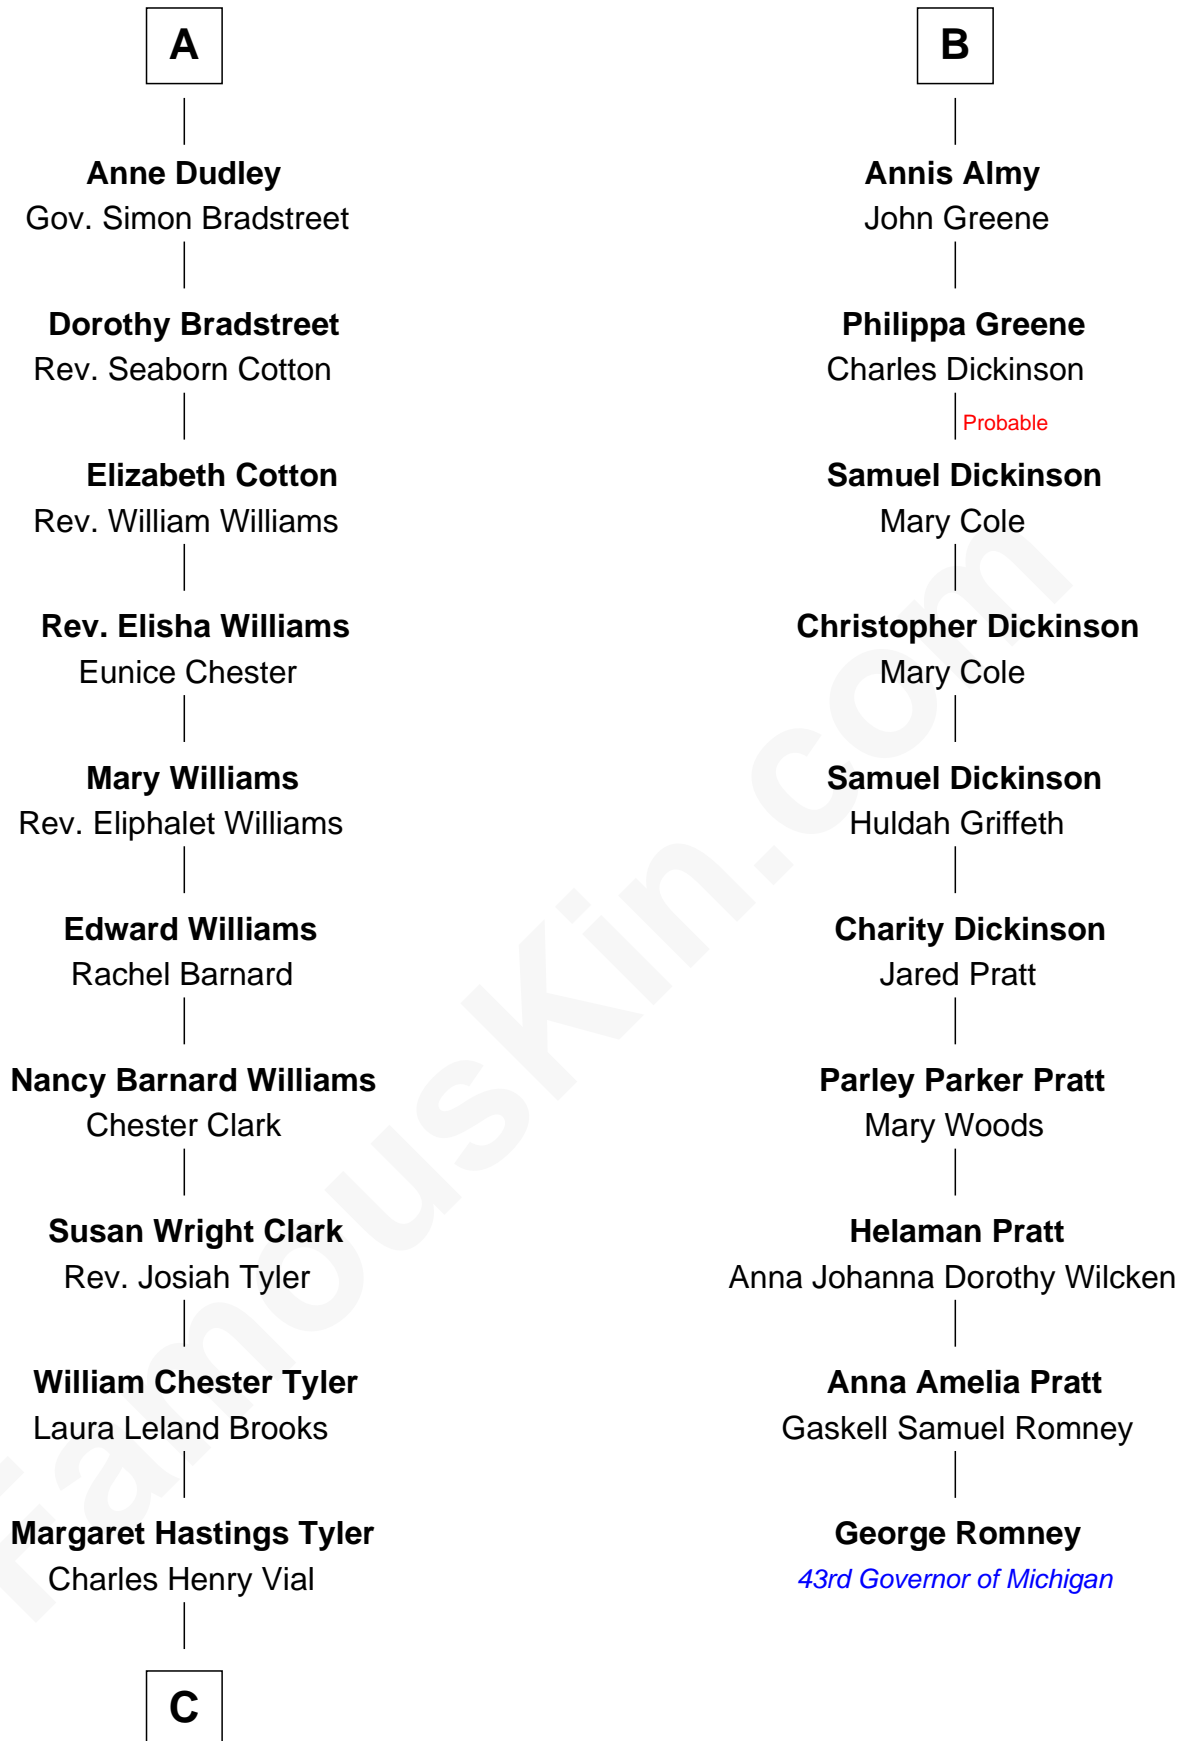 A
Anne Dudley
Gov. Simon Bradstreet
Dorothy Bradstreet
Rev. Seaborn Cotton
Elizabeth Cotton
Rev. William Williams
Rev. Elisha Williams
Eunice Chester
Mary Williams
Rev. Eliphalet Williams
Edward Williams
Rachel Barnard
Nancy Barnard Williams
Chester Clark
Susan Wright Clark
Rev. Josiah Tyler
William Chester Tyler
Laura Leland Brooks
Margaret Hastings Tyler
Charles Henry Vial
C
B
Annis Almy
John Greene
Philippa Greene
Charles Dickinson
Probable
Samuel Dickinson
Mary Cole
Christopher Dickinson
Mary Cole
Samuel Dickinson
Huldah Griffeth
Charity Dickinson
Jared Pratt
Parley Parker Pratt
Mary Woods
Helaman Pratt
Anna Johanna Dorothy Wilcken
Anna Amelia Pratt
Gaskell Samuel Romney
George Romney
43rd Governor of Michigan
FamousKin.com